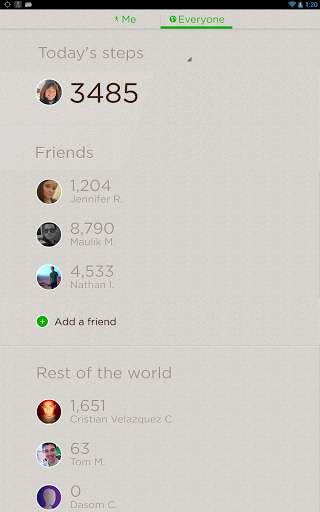 1:20
Me
Everyone
Today's steps
3485
Friends
1,204
Jennifer R.
8,790
Maulik M.
4,533
Nathan I.
Add a friend
Rest of the world
1,651
Cristian Velazquez C.
63
Tom M.
0
Dasom C.